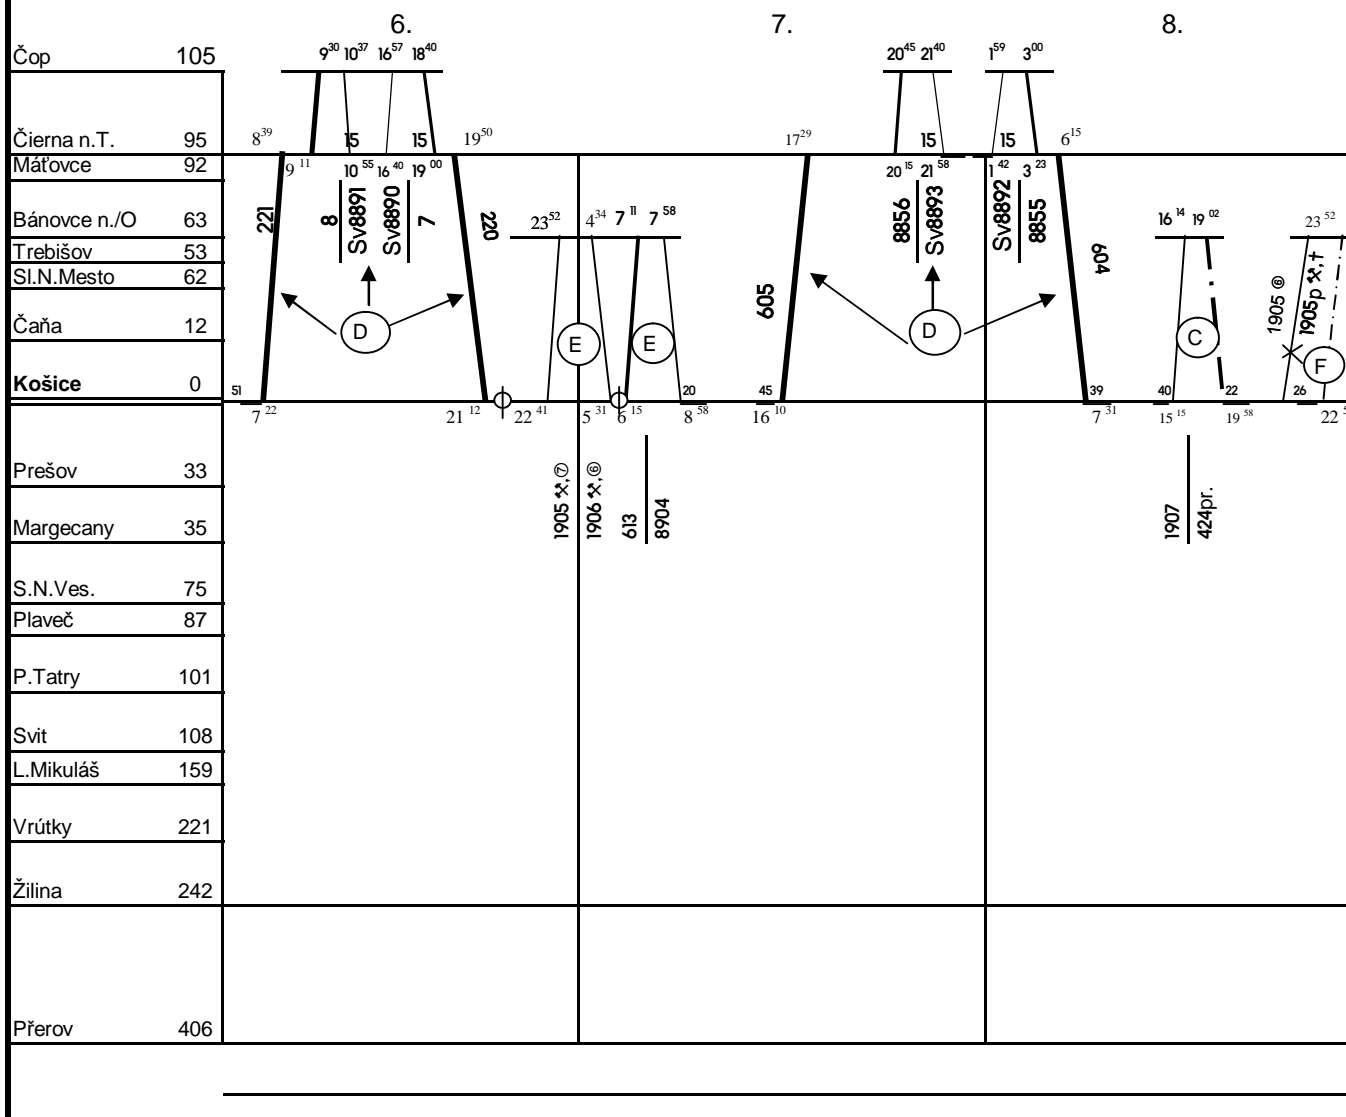 6. 7. 8.
Čop 105 9³⁰ 10³⁷ 16⁵⁷ 18⁴⁰ 20⁴⁵ 21⁴⁰ 1⁵⁹ 3⁰⁰
Čierna n.T. 95 8³⁹ 15 15 19⁵⁰ 17²⁹ 15 15 6¹⁵
Máťovce 92 9¹¹ 10⁵⁵ 16⁴⁰ 19⁰⁰ 20¹⁵ 21⁵⁸ 1⁴² 3²³
221 8 Sv8891 Sv8890 7 220 8856 Sv8893 Sv8892 8855
Bánovce n./O 63 23⁵² 4³⁴ 7¹¹ 7⁵⁸ 16¹⁴ 19⁰² 23⁵²
Trebišov 53 604
Sl.N.Mesto 62
605 1905 ⑥ 1905p ⚒,†
Čaňa 12 D E E D C F
Košice 0 51 20 45 39 40 22 26
7²² 21¹² 22⁴¹ 5³¹ 6¹⁵ 8⁵⁸ 16¹⁰ 7³¹ 15¹⁵ 19⁵⁸ 22
Prešov 33
1905 ⚒,⑦ 1906 ⚒,⑥ 613 8904 1907 424pr.
Margecany 35
S.N.Ves. 75
Plaveč 87
P.Tatry 101
Svit 108
L.Mikuláš 159
Vrútky 221
Žilina 242
Přerov 406